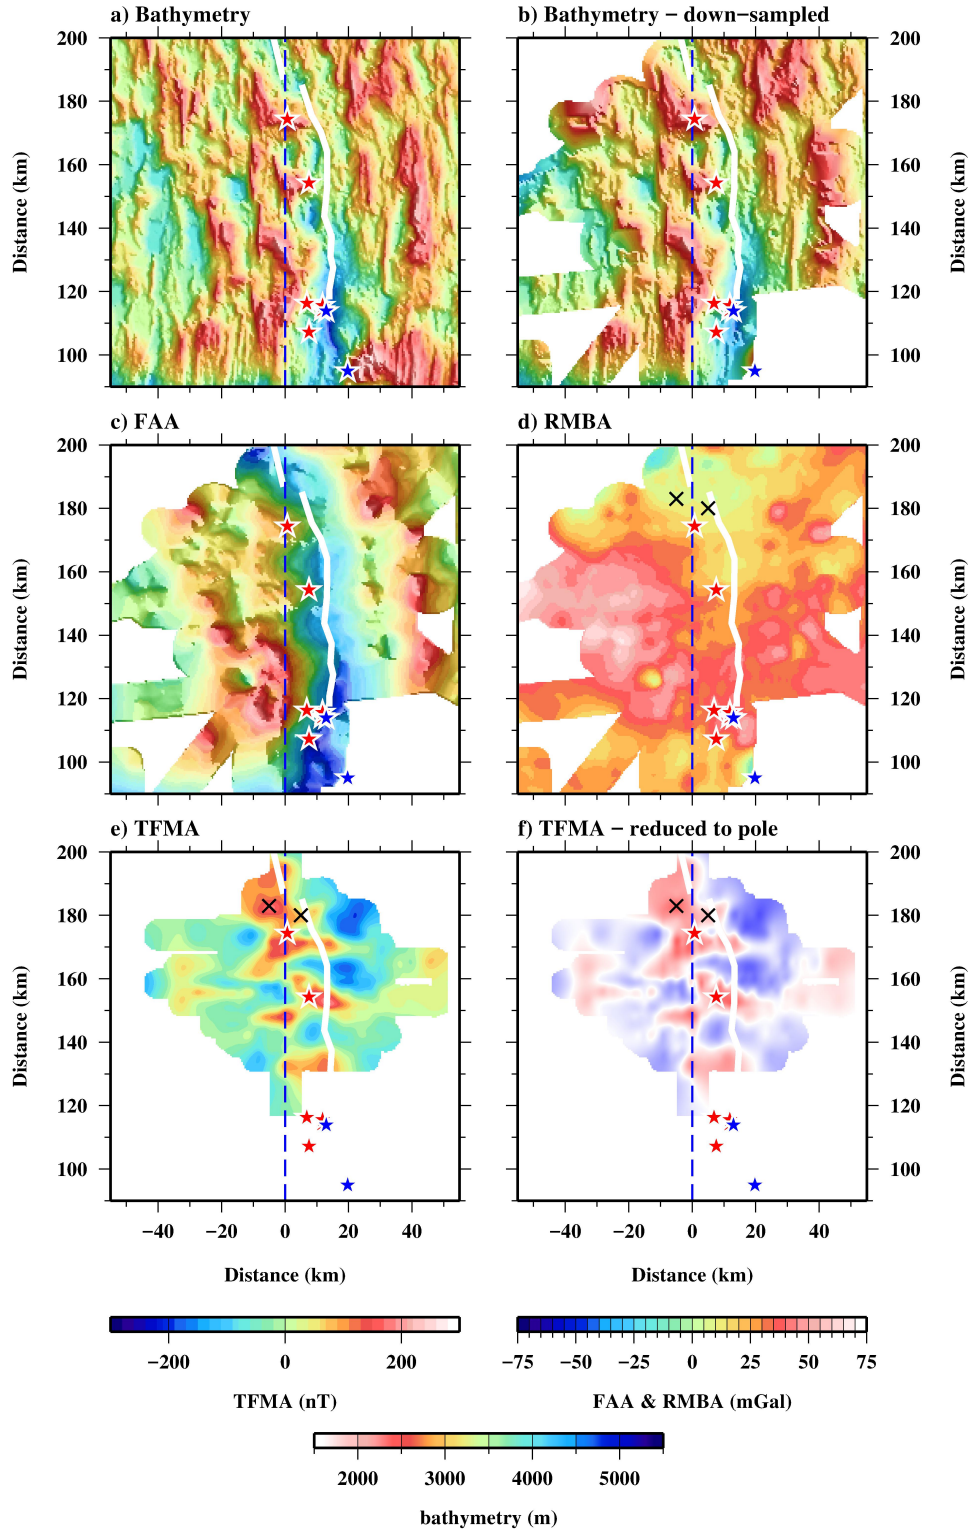 a) Bathymetry
b) Bathymetry − down−sampled
200
180
160
140
120
100
Distance (km)
200
180
160
140
120
100
Distance (km)
c) FAA
d) RMBA
200
180
160
140
120
100
Distance (km)
200
180
160
140
120
100
Distance (km)
e) TFMA
f) TFMA − reduced to pole
200
180
160
140
120
100
Distance (km)
200
180
160
140
120
100
Distance (km)
−40 −20 0 20 40
−40 −20 0 20 40
Distance (km)
Distance (km)
−200 0 200
−75 −50 −25 0 25 50 75
TFMA (nT)
FAA & RMBA (mGal)
2000 3000 4000 5000
bathymetry (m)